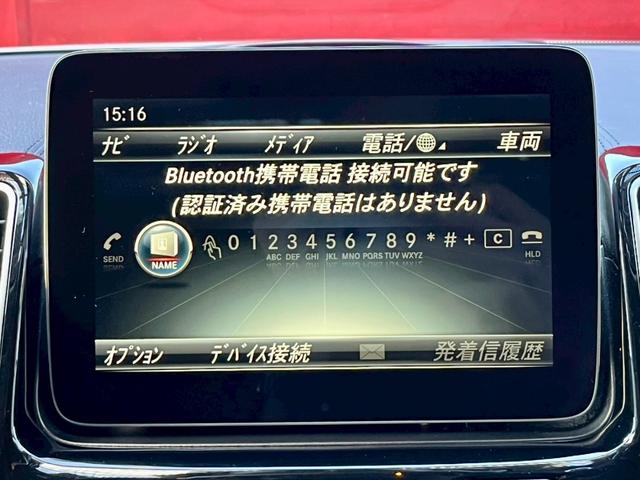 15:16
ナビ ラジオ メディア 電話/ 車両
Bluetooth携帯電話 接続可能です
(認証済み携帯電話はありません)
SEND NAME 0 1 2 3 4 5 6 7 8 9 * # + C HLD
ABC DEF GHI JKL MNO PQRS TUV WXYZ
オプション デバイス接続 発着信履歴